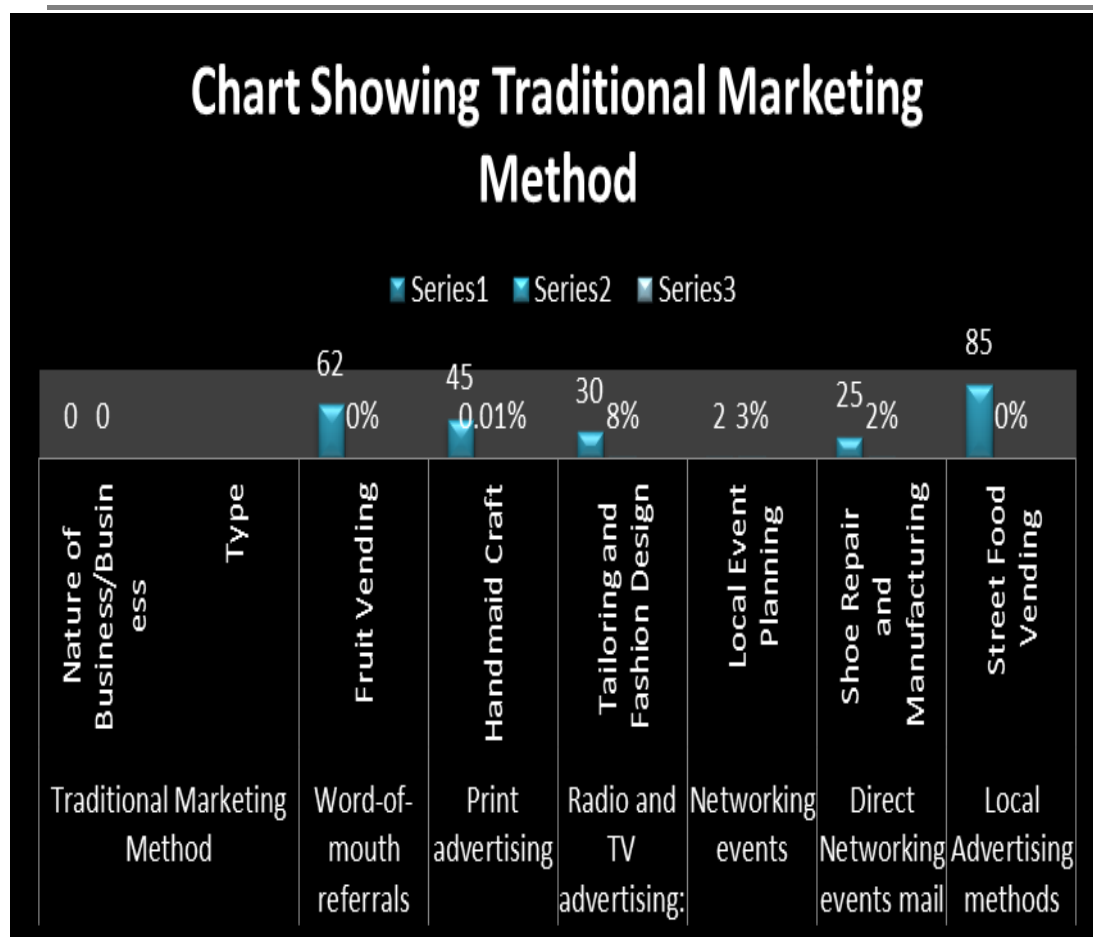 Chart Showing Traditional Marketing
Method
Series1 Series2 Series3
0 0
62
0%
45
0.01%
30
8%
2 3%
25
2%
85
0%
Nature of
Business/Busin
ess
Type
Fruit Vending
Handmaid Craft
Tailoring and
Fashion Design
Local Event
Planning
Shoe Repair
and
Manufacturing
Street Food
Vending
Traditional Marketing
Method
Word-of-
mouth
referrals
Print
advertising
Radio and
TV
advertising:
Networking
events
Direct
Networking
events mail
Local
Advertising
methods